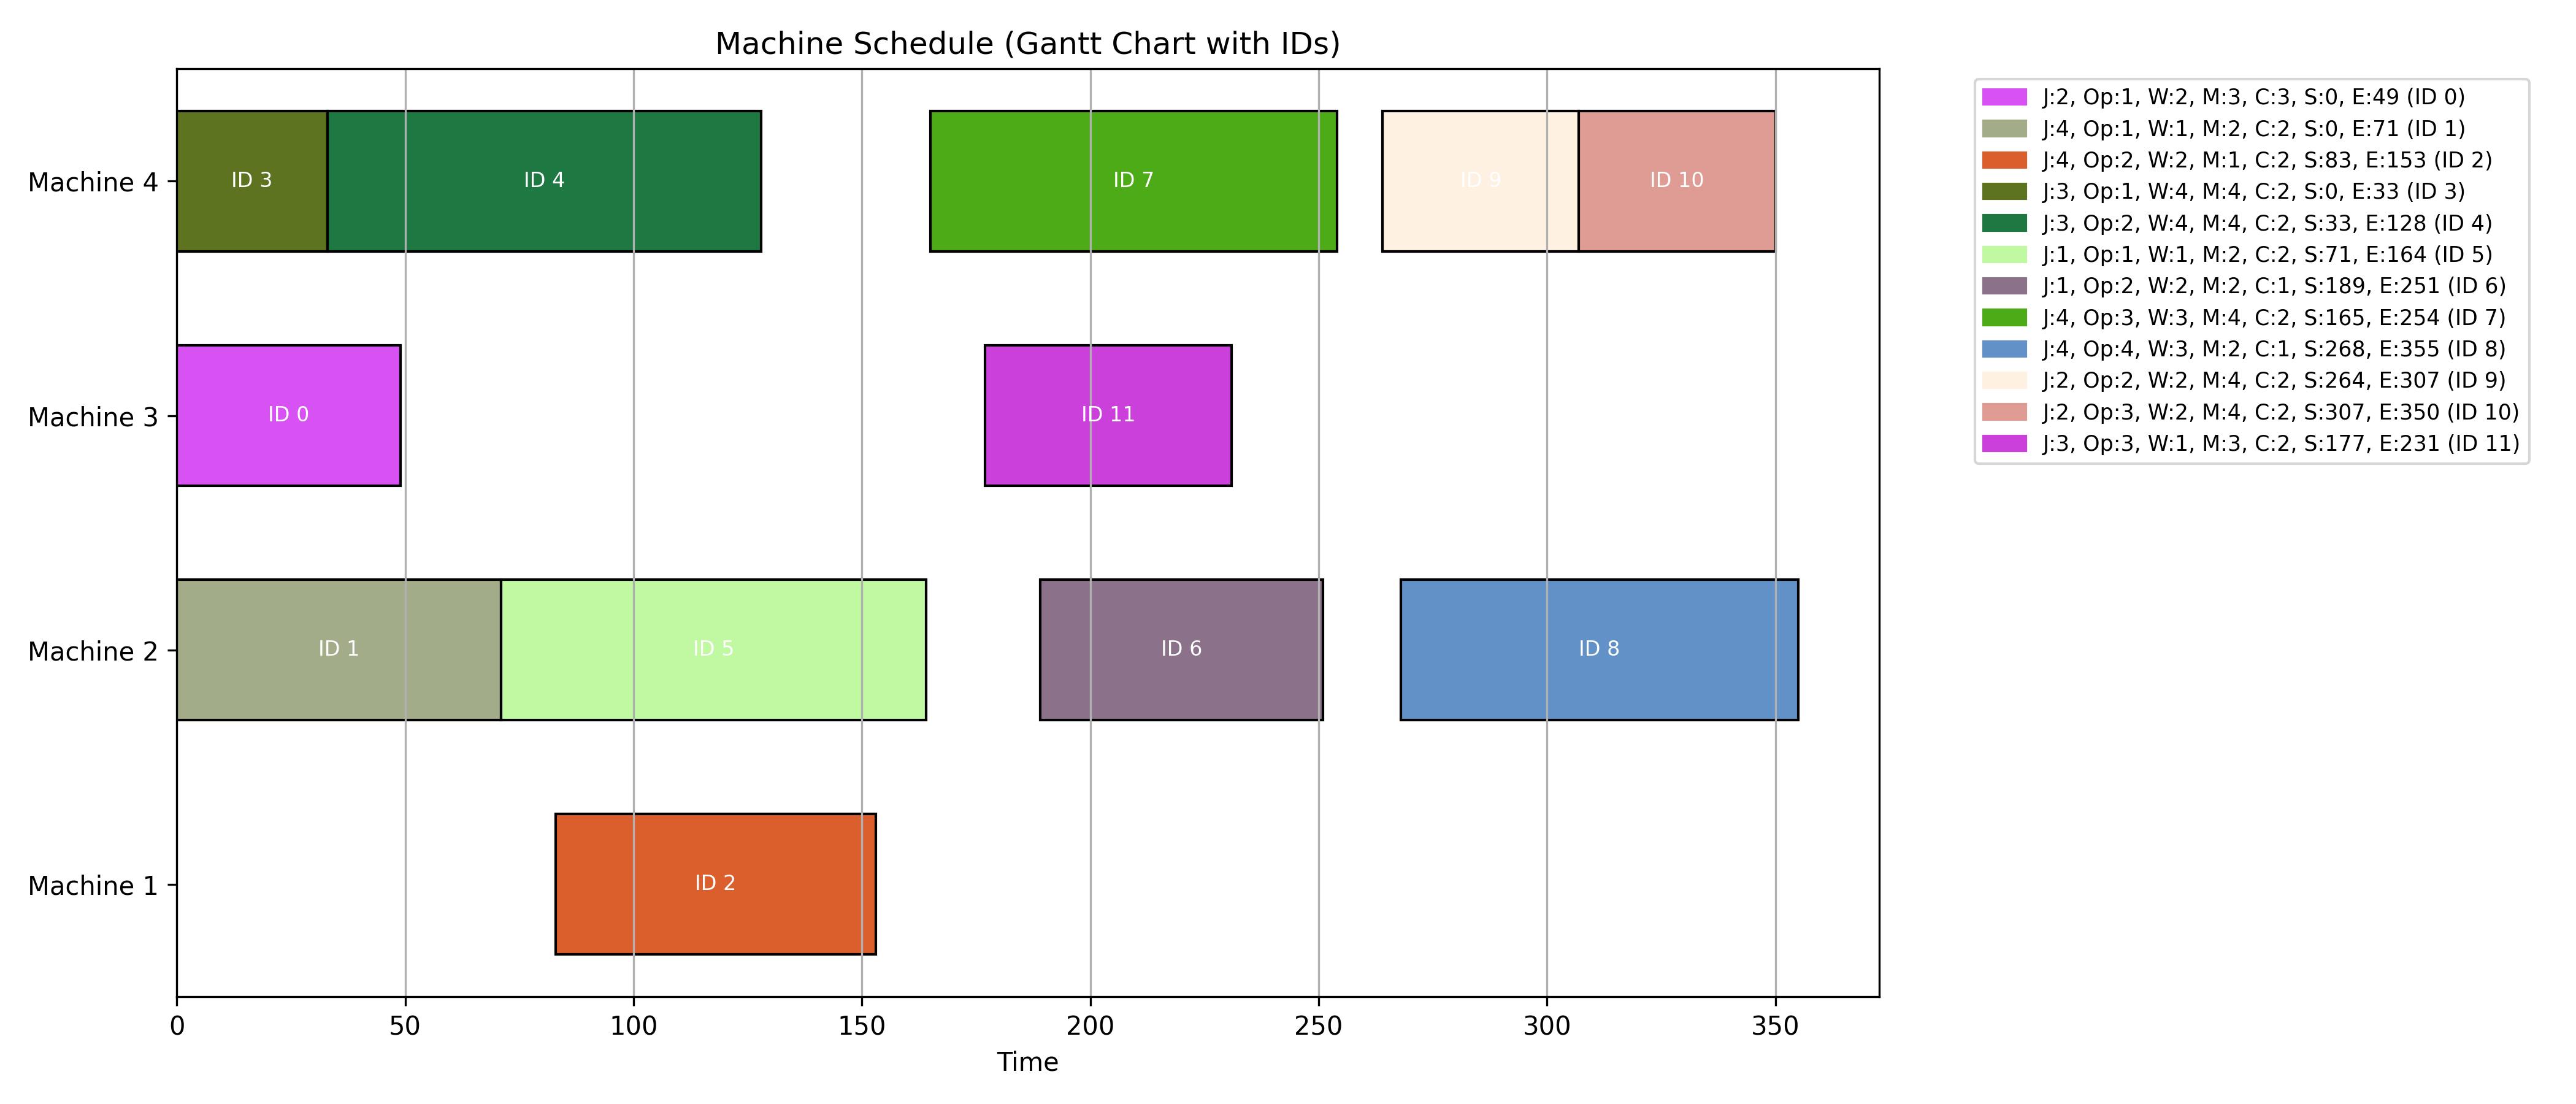 Machine Schedule (Gantt Chart with IDs)
Machine 4
ID 3
ID 4
ID 7
ID 9
ID 10
Machine 3
ID 0
ID 11
Machine 2
ID 1
ID 5
ID 6
ID 8
Machine 1
ID 2
0 50 100 150 200 250 300 350
Time
J:2, Op:1, W:2, M:3, C:3, S:0, E:49 (ID 0)
J:4, Op:1, W:1, M:2, C:2, S:0, E:71 (ID 1)
J:4, Op:2, W:2, M:1, C:2, S:83, E:153 (ID 2)
J:3, Op:1, W:4, M:4, C:2, S:0, E:33 (ID 3)
J:3, Op:2, W:4, M:4, C:2, S:33, E:128 (ID 4)
J:1, Op:1, W:1, M:2, C:2, S:71, E:164 (ID 5)
J:1, Op:2, W:2, M:2, C:1, S:189, E:251 (ID 6)
J:4, Op:3, W:3, M:4, C:2, S:165, E:254 (ID 7)
J:4, Op:4, W:3, M:2, C:1, S:268, E:355 (ID 8)
J:2, Op:2, W:2, M:4, C:2, S:264, E:307 (ID 9)
J:2, Op:3, W:2, M:4, C:2, S:307, E:350 (ID 10)
J:3, Op:3, W:1, M:3, C:2, S:177, E:231 (ID 11)